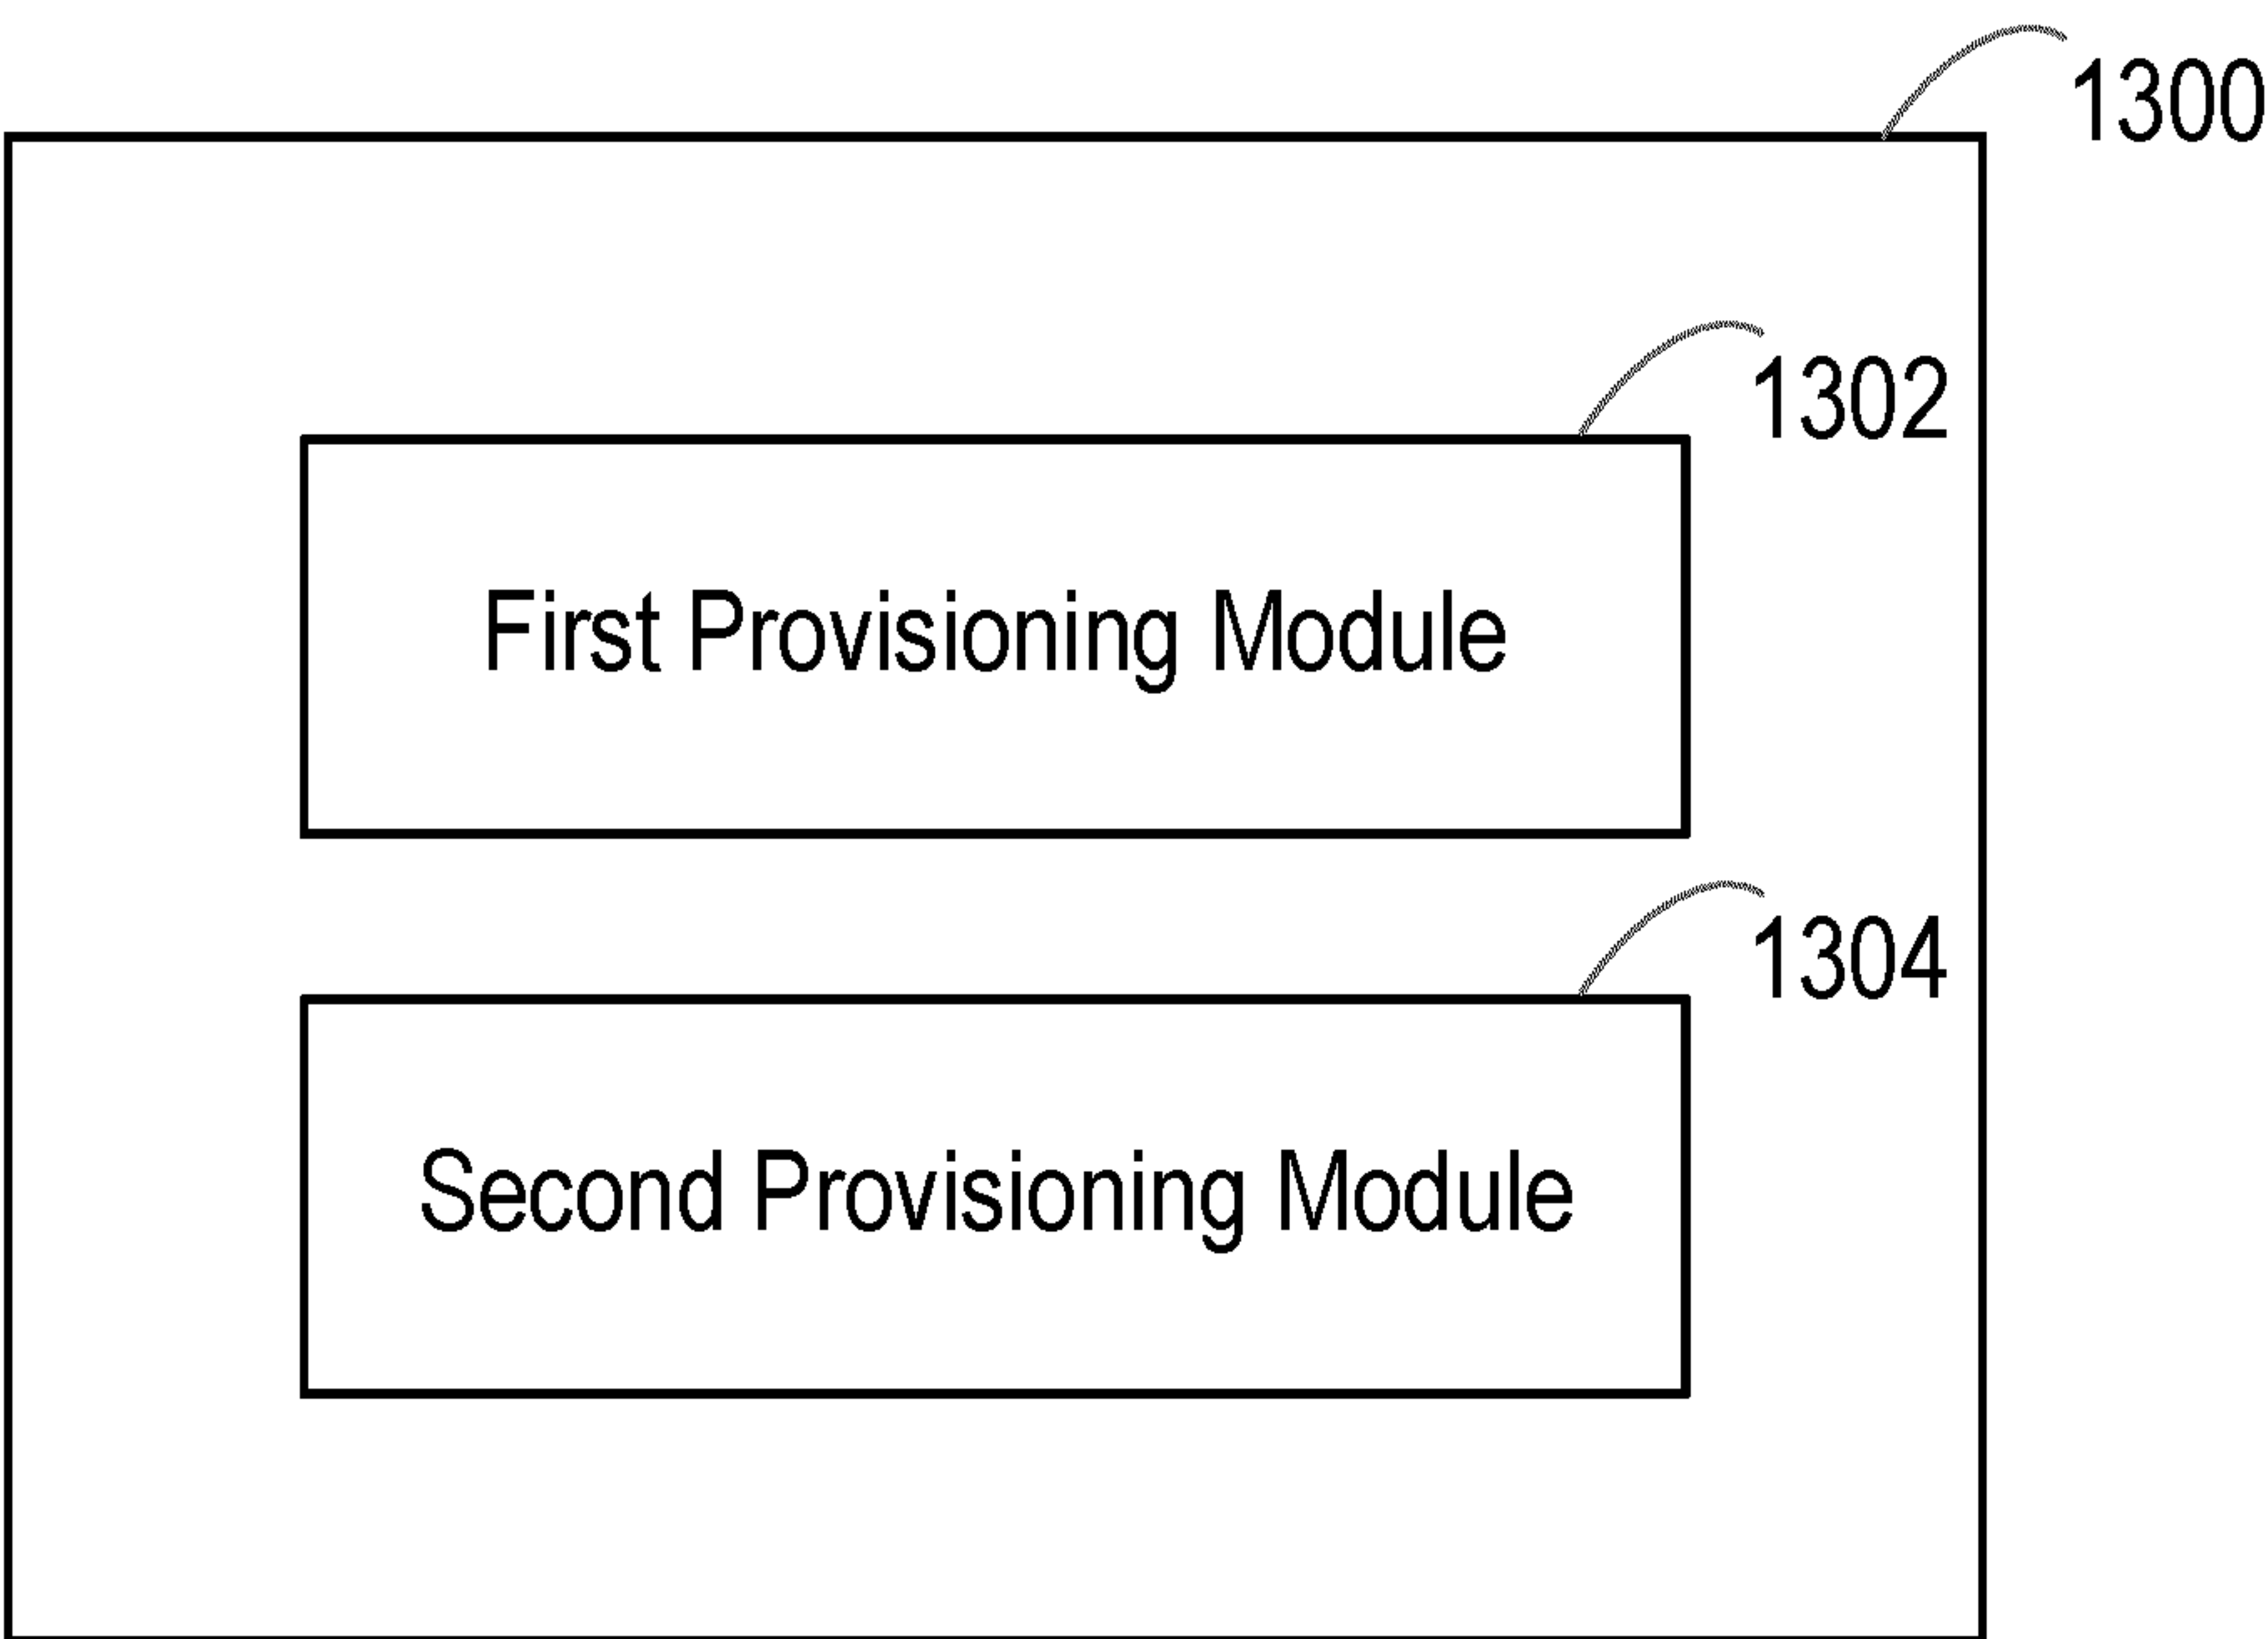 1300
1302
First Provisioning Module
1304
Second Provisioning Module